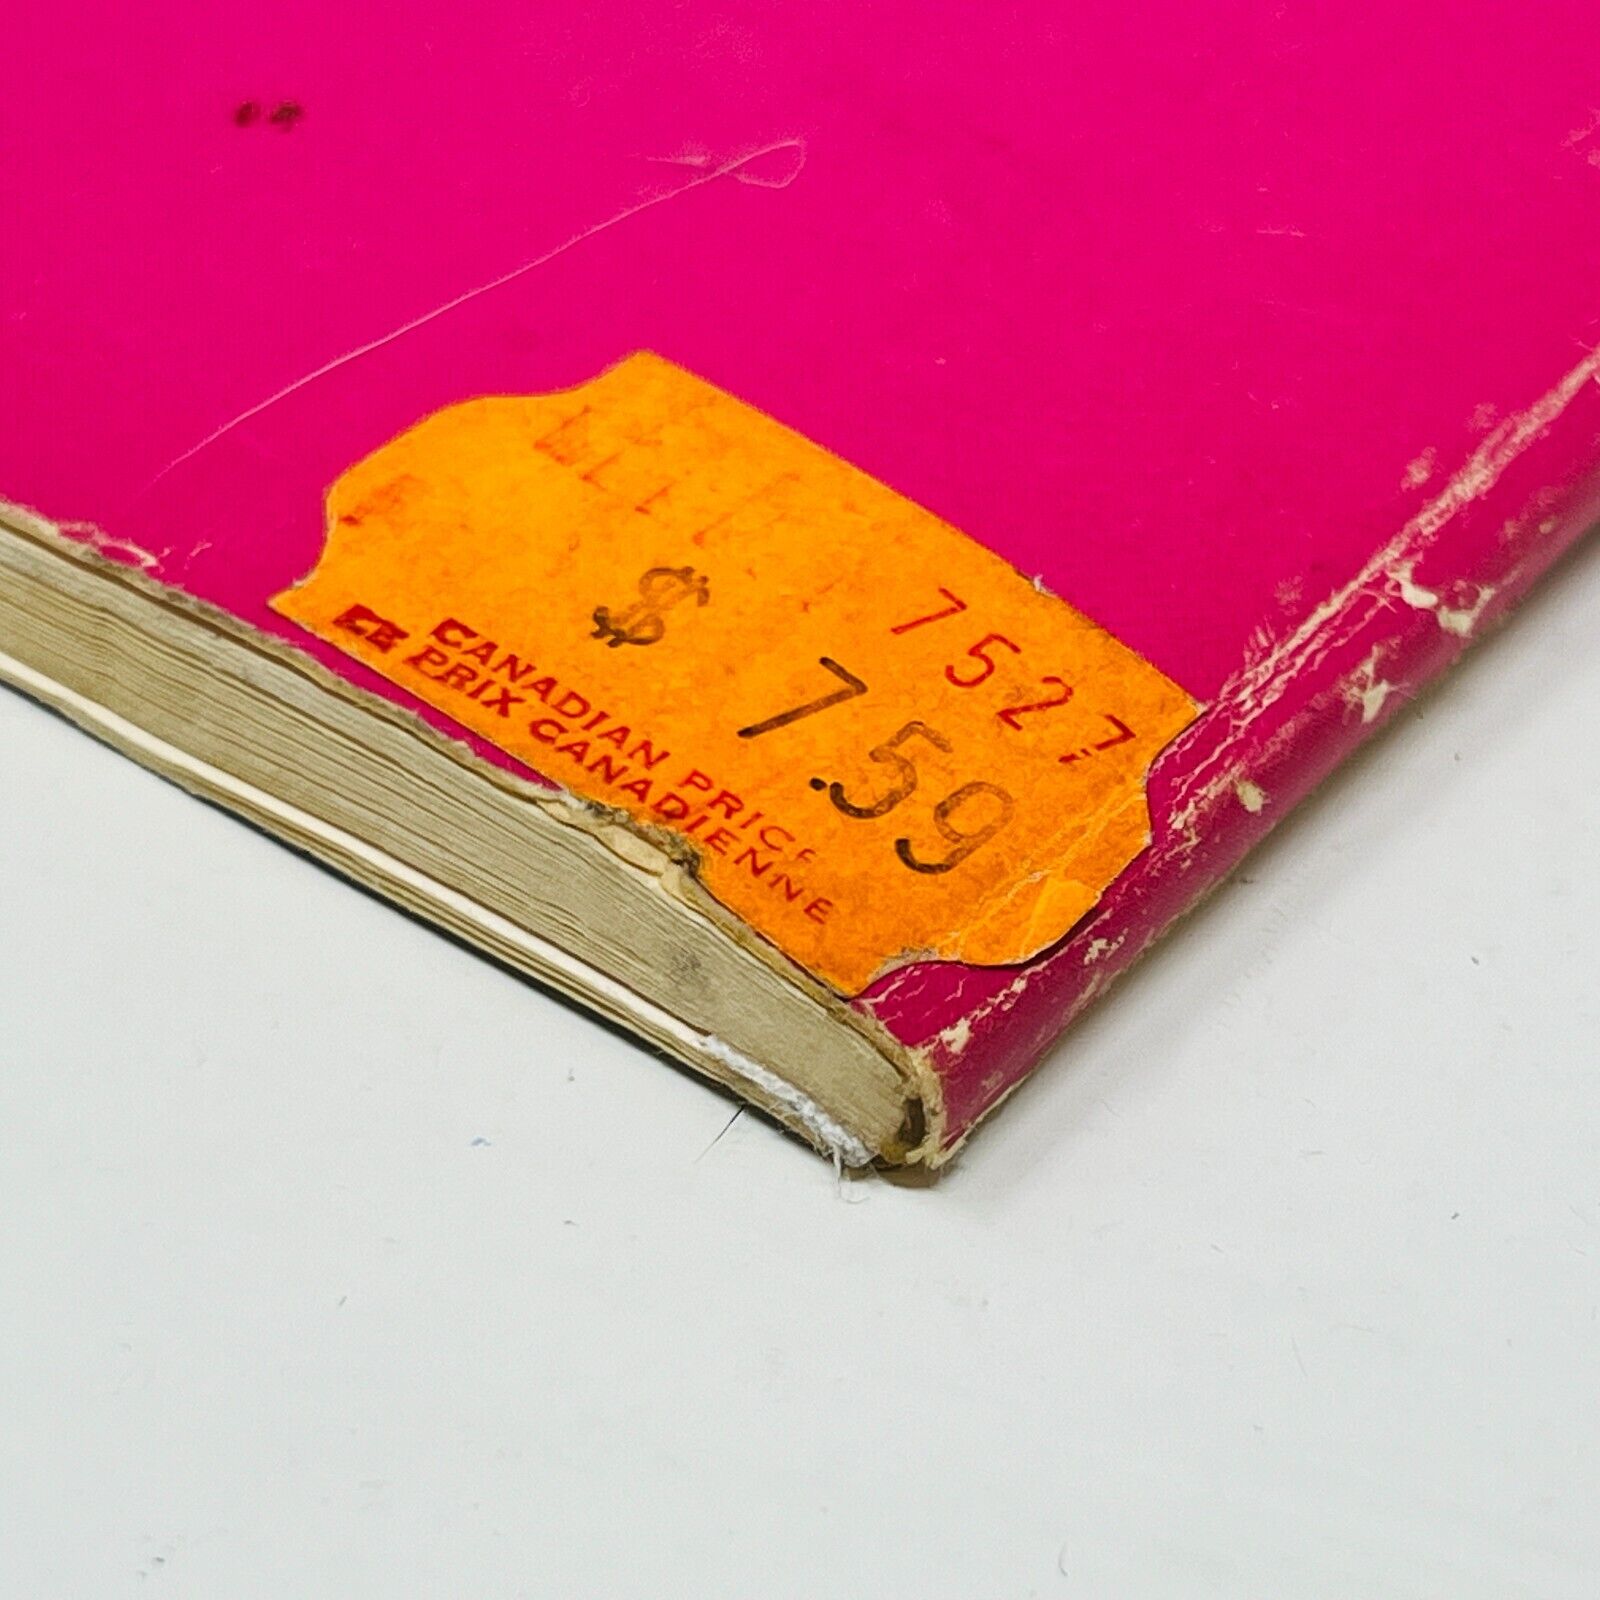 7527
$ 7.59
CANADIAN PRICE
PRIX CANADIENNE